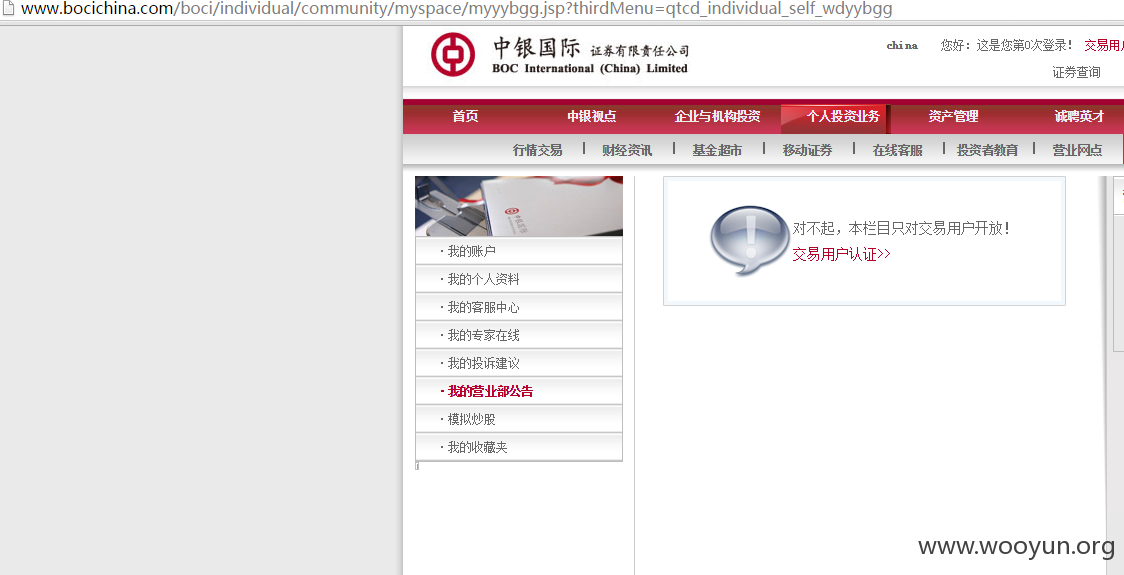 www.bocichina.com/boci/individual/community/myspace/myyybgg.jsp?thirdMenu=qtcd_individual_self_wdyybgg
中银国际 证券有限责任公司
BOC International (China) Limited
china 您好：这是您第0次登录！ 交易用户
证券查询
首页 中银视点 企业与机构投资 个人投资业务 资产管理 诚聘英才
行情交易 | 财经资讯 | 基金超市 | 移动证券 | 在线客服 | 投资者教育 | 营业网点
· 我的账户
· 我的个人资料
· 我的客服中心
· 我的专家在线
· 我的投诉建议
· 我的营业部公告
· 模拟炒股
· 我的收藏夹
对不起，本栏目只对交易用户开放！
交易用户认证>>
www.wooyun.org